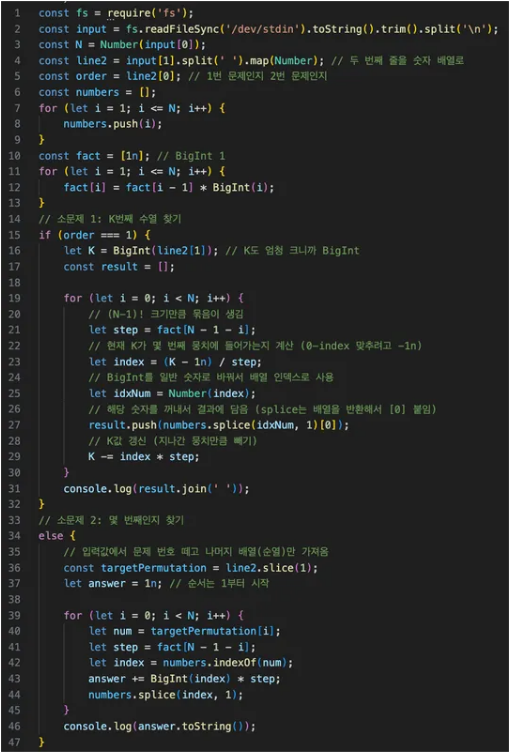 1 const fs = require('fs');
2 const input = fs.readFileSync('/dev/stdin').toString().trim().split('\n');
3 const N = Number(input[0]);
4 const line2 = input[1].split(' ').map(Number); // 두 번째 줄을 숫자 배열로
5 const order = line2[0]; // 1번 문제인지 2번 문제인지
6 const numbers = [];
7 for (let i = 1; i <= N; i++) {
8     numbers.push(i);
9 }
10 const fact = [1n]; // BigInt 1
11 for (let i = 1; i <= N; i++) {
12     fact[i] = fact[i - 1] * BigInt(i);
13 }
14 // 소문제 1: K번째 수열 찾기
15 if (order === 1) {
16     let K = BigInt(line2[1]); // K도 엄청 크니까 BigInt
17     const result = [];
18
19     for (let i = 0; i < N; i++) {
20         // (N-1)! 크기만큼 묶음이 생김
21         let step = fact[N - 1 - i];
22         // 현재 K가 몇 번째 뭉치에 들어가는지 계산 (0-index 맞추려고 -1n)
23         let index = (K - 1n) / step;
24         // BigInt를 일반 숫자로 바꿔서 배열 인덱스로 사용
25         let idxNum = Number(index);
26         // 해당 숫자를 꺼내서 결과에 담음 (splice는 배열을 반환해서 [0] 붙임)
27         result.push(numbers.splice(idxNum, 1)[0]);
28         // K값 갱신 (지나간 뭉치만큼 빼기)
29         K -= index * step;
30     }
31     console.log(result.join(' '));
32 }
33 // 소문제 2: 몇 번째인지 찾기
34 else {
35     // 입력값에서 문제 번호 떼고 나머지 배열(순열)만 가져옴
36     const targetPermutation = line2.slice(1);
37     let answer = 1n; // 순서는 1부터 시작
38
39     for (let i = 0; i < N; i++) {
40         let num = targetPermutation[i];
41         let step = fact[N - 1 - i];
42         let index = numbers.indexOf(num);
43         answer += BigInt(index) * step;
44         numbers.splice(index, 1);
45     }
46     console.log(answer.toString());
47 }